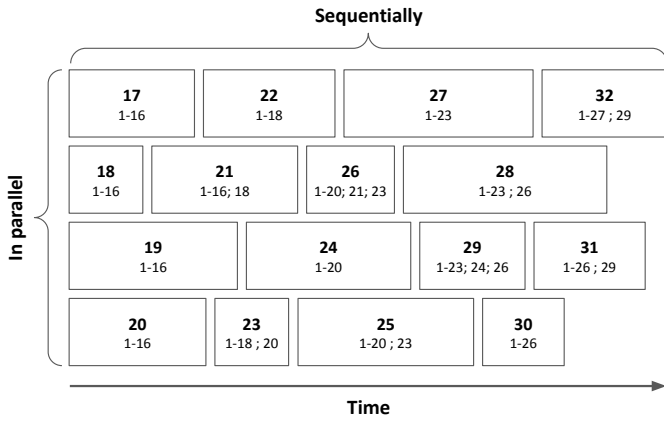 Sequentially
In parallel
17
1-16
22
1-18
27
1-23
32
1-27 ; 29
18
1-16
21
1-16; 18
26
1-20; 21; 23
28
1-23 ; 26
19
1-16
24
1-20
29
1-23; 24; 26
31
1-26 ; 29
20
1-16
23
1-18 ; 20
25
1-20 ; 23
30
1-26
Time